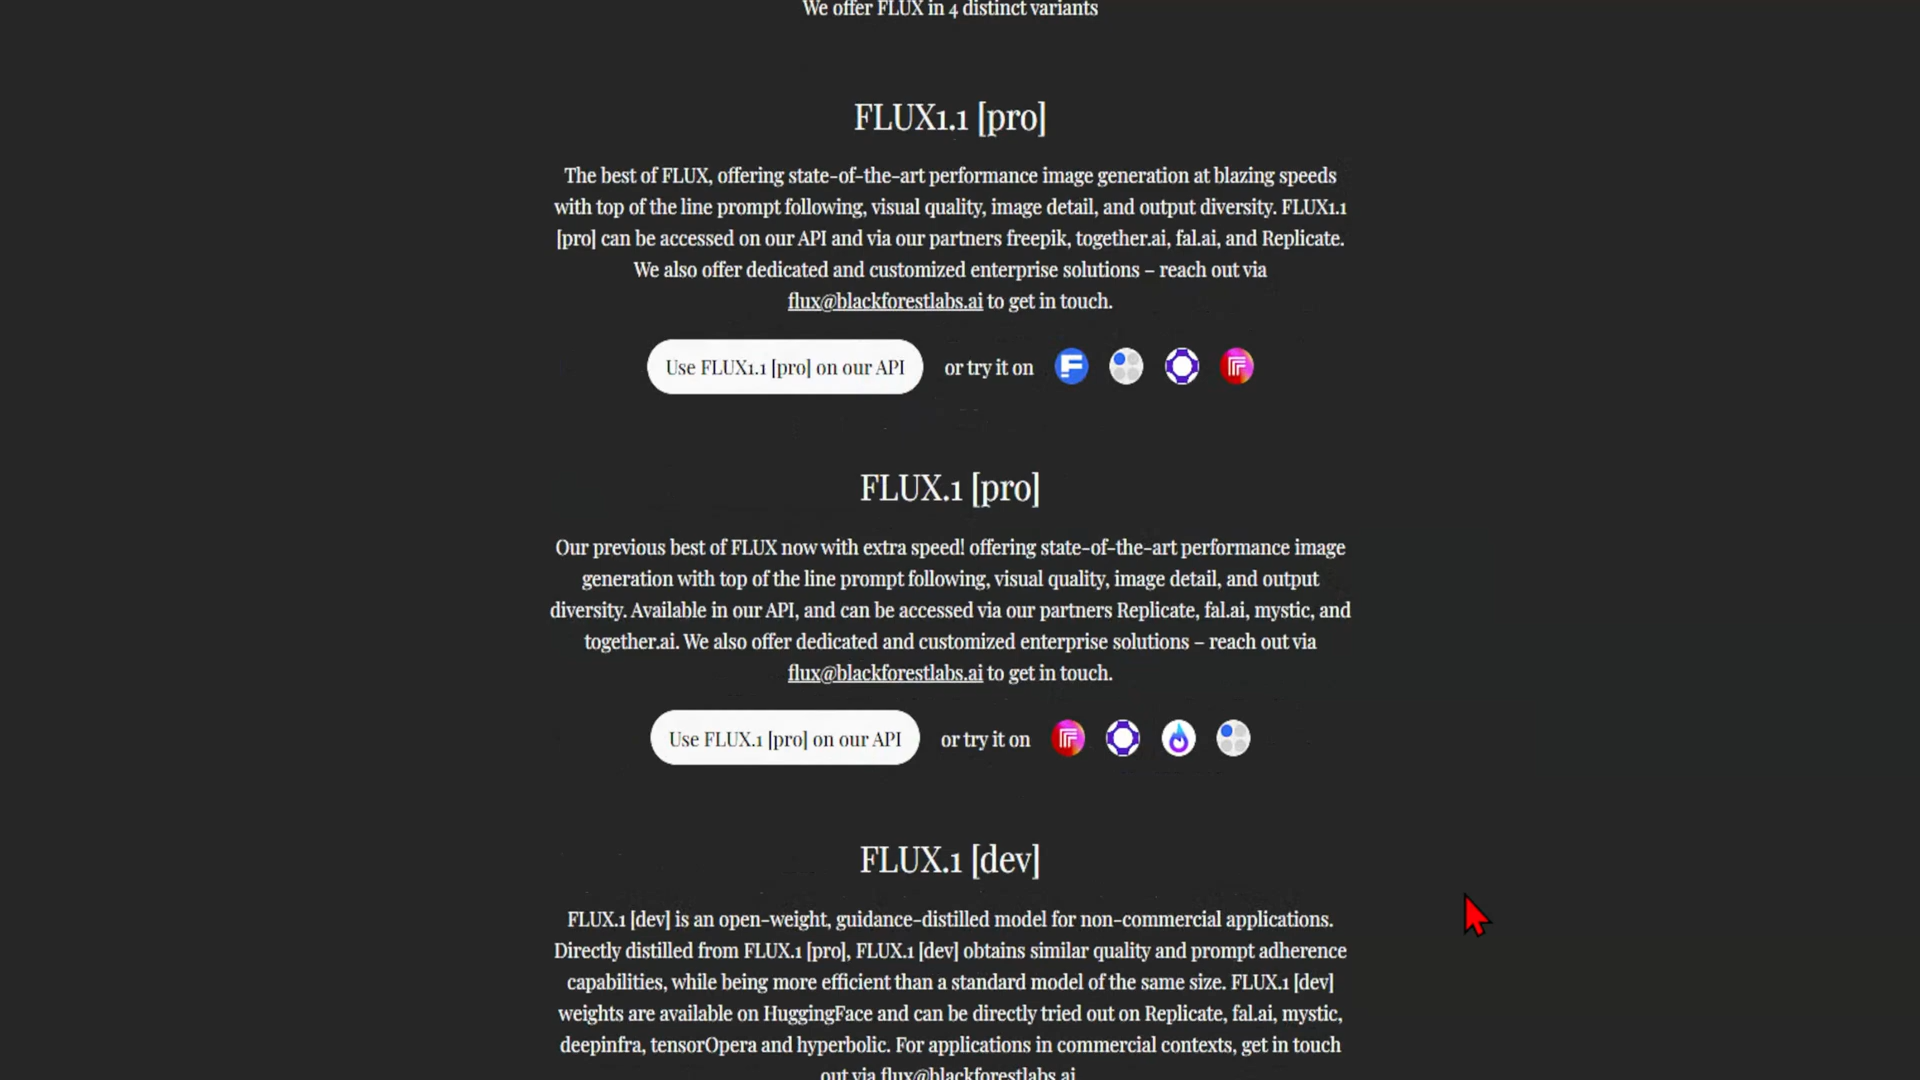 We offer FLUX in 4 distinct variants
FLUX1.1 [pro]
The best of FLUX, offering state-of-the-art performance image generation at blazing speeds
with top of the line prompt following, visual quality, image detail, and output diversity. FLUX1.1
[pro] can be accessed on our API and via our partners freepik, together.ai, fal.ai, and Replicate.
We also offer dedicated and customized enterprise solutions – reach out via
flux@blackforestlabs.ai to get in touch.
Use FLUX1.1 [pro] on our API or try it on
FLUX.1 [pro]
Our previous best of FLUX now with extra speed! offering state-of-the-art performance image
generation with top of the line prompt following, visual quality, image detail, and output
diversity. Available in our API, and can be accessed via our partners Replicate, fal.ai, mystic, and
together.ai. We also offer dedicated and customized enterprise solutions – reach out via
flux@blackforestlabs.ai to get in touch.
Use FLUX.1 [pro] on our API or try it on
FLUX.1 [dev]
FLUX.1 [dev] is an open-weight, guidance-distilled model for non-commercial applications.
Directly distilled from FLUX.1 [pro], FLUX.1 [dev] obtains similar quality and prompt adherence
capabilities, while being more efficient than a standard model of the same size. FLUX.1 [dev]
weights are available on HuggingFace and can be directly tried out on Replicate, fal.ai, mystic,
deepinfra, tensorOpera and hyperbolic. For applications in commercial contexts, get in touch
out via flux@blackforestlabs.ai